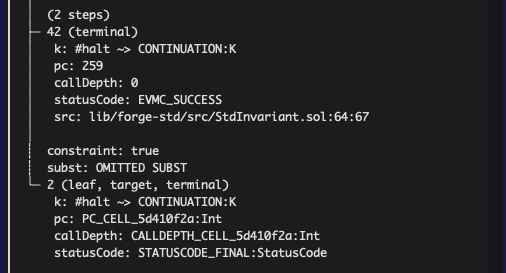 (2 steps)
42 (terminal)
k: #halt ~> CONTINUATION:K
pc: 259
callDepth: 0
statusCode: EVMC_SUCCESS
src: lib/forge-std/src/StdInvariant.sol:64:67
constraint: true
subst: OMITTED SUBST
2 (leaf, target, terminal)
k: #halt ~> CONTINUATION:K
pc: PC_CELL_5d410f2a:Int
callDepth: CALLDEPTH_CELL_5d410f2a:Int
statusCode: STATUSCODE_FINAL:StatusCode